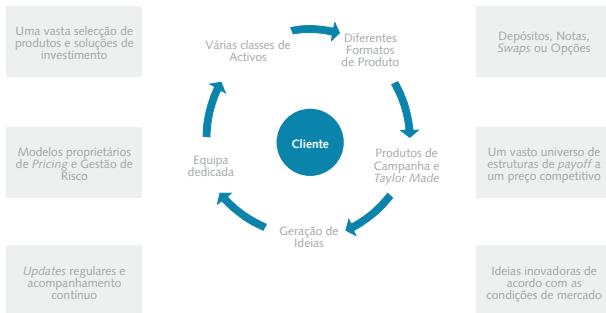 Uma vasta selecção de
produtos e soluções de
investimento
Modelos proprietários
de Pricing e Gestão de
Risco
Updates regulares e
acompanhamento
contínuo
Várias classes de
Activos
Diferentes
Formatos
de Produto
Cliente
Equipa
dedicada
Produtos de
Campanha e
Taylor Made
Geração de
Ideias
Depósitos, Notas,
Swaps ou Opções
Um vasto universo de
estruturas de payoff a
um preço competitivo
Ideias inovadoras de
acordo com as
condições de mercado